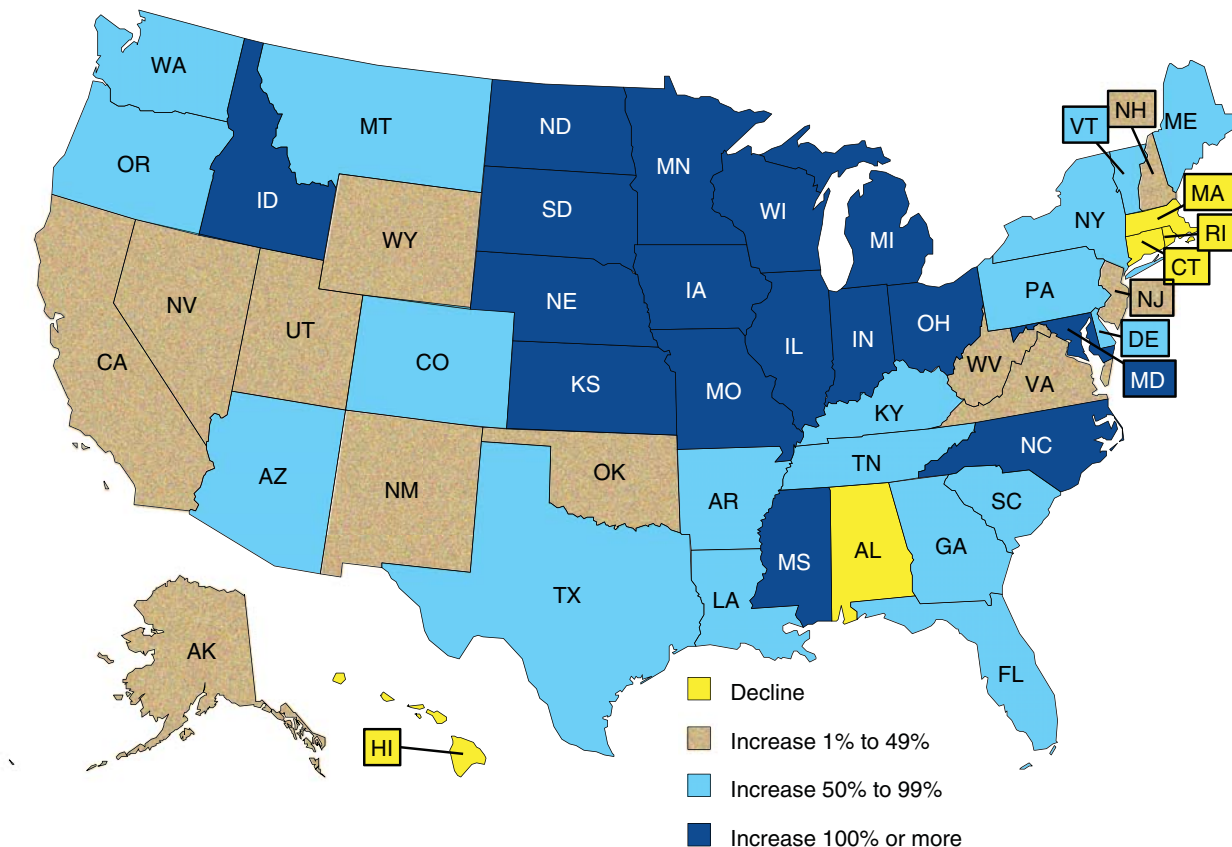 WA
NH
VT
ME
MT
ND
OR
MN
MA
ID
SD
WI
NY
RI
WY
MI
CT
NE
IA
PA
NJ
NV
UT
OH
CA
CO
IL
IN
DE
WV
KS
MO
VA
MD
KY
NC
AZ
TN
OK
NM
AR
SC
MS
AL
GA
TX
LA
AK
FL
HI
Decline
Increase 1% to 49%
Increase 50% to 99%
Increase 100% or more